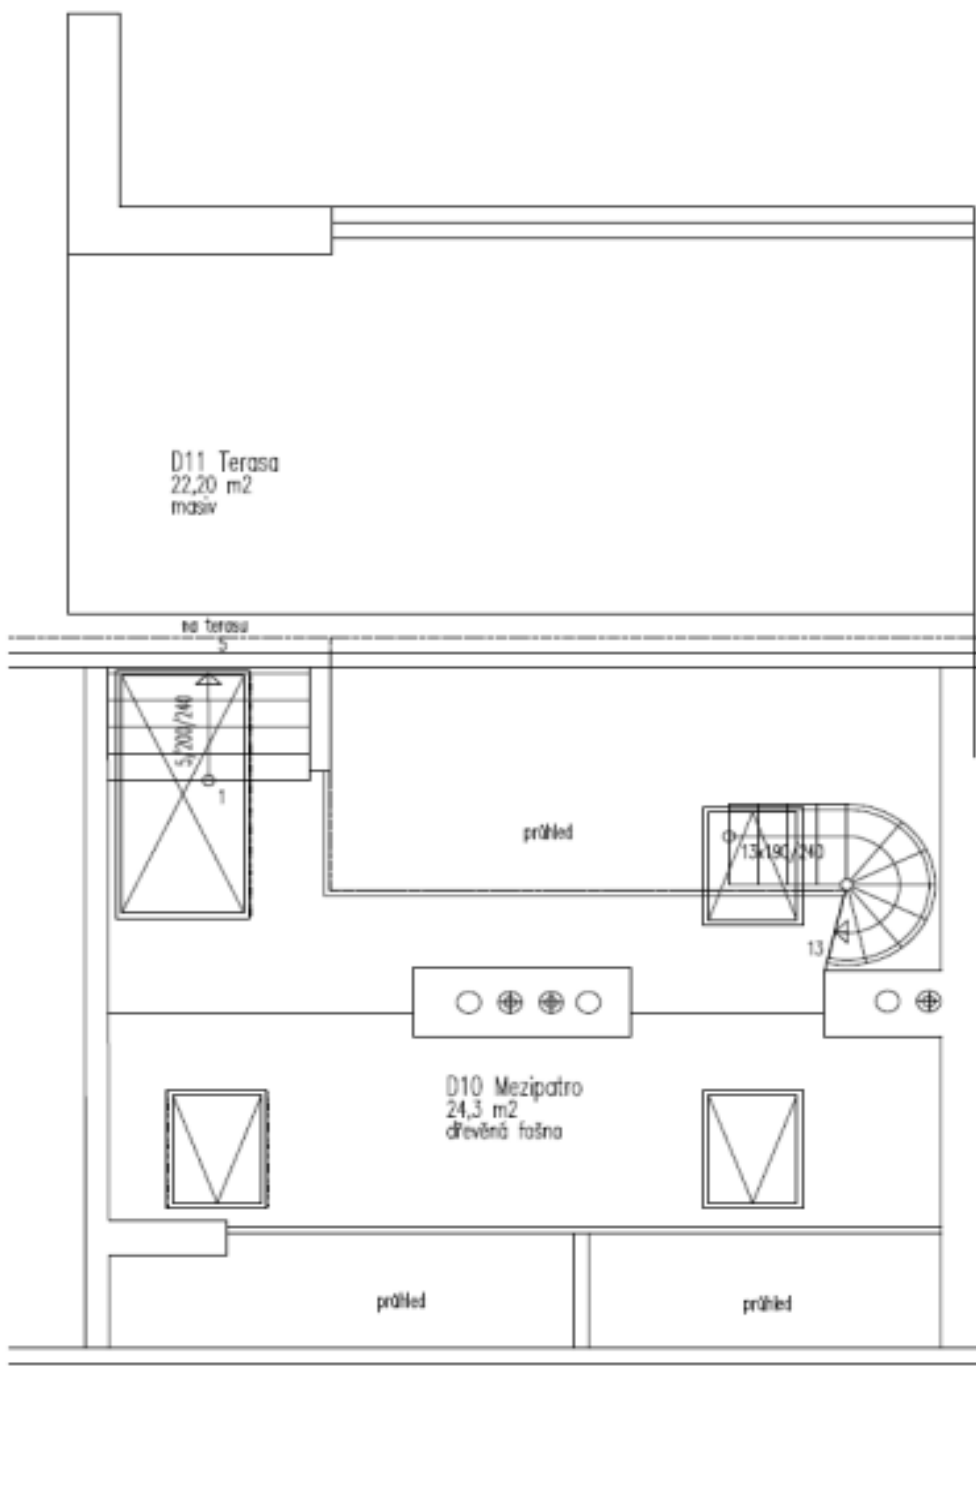 D11 Terasa
22,20 m2
masiv
na terasu
5
5/200/240
1
průhled
13x190/240
13
D10 Mezipatro
24,3 m2
dřevěná fošna
průhled
průhled